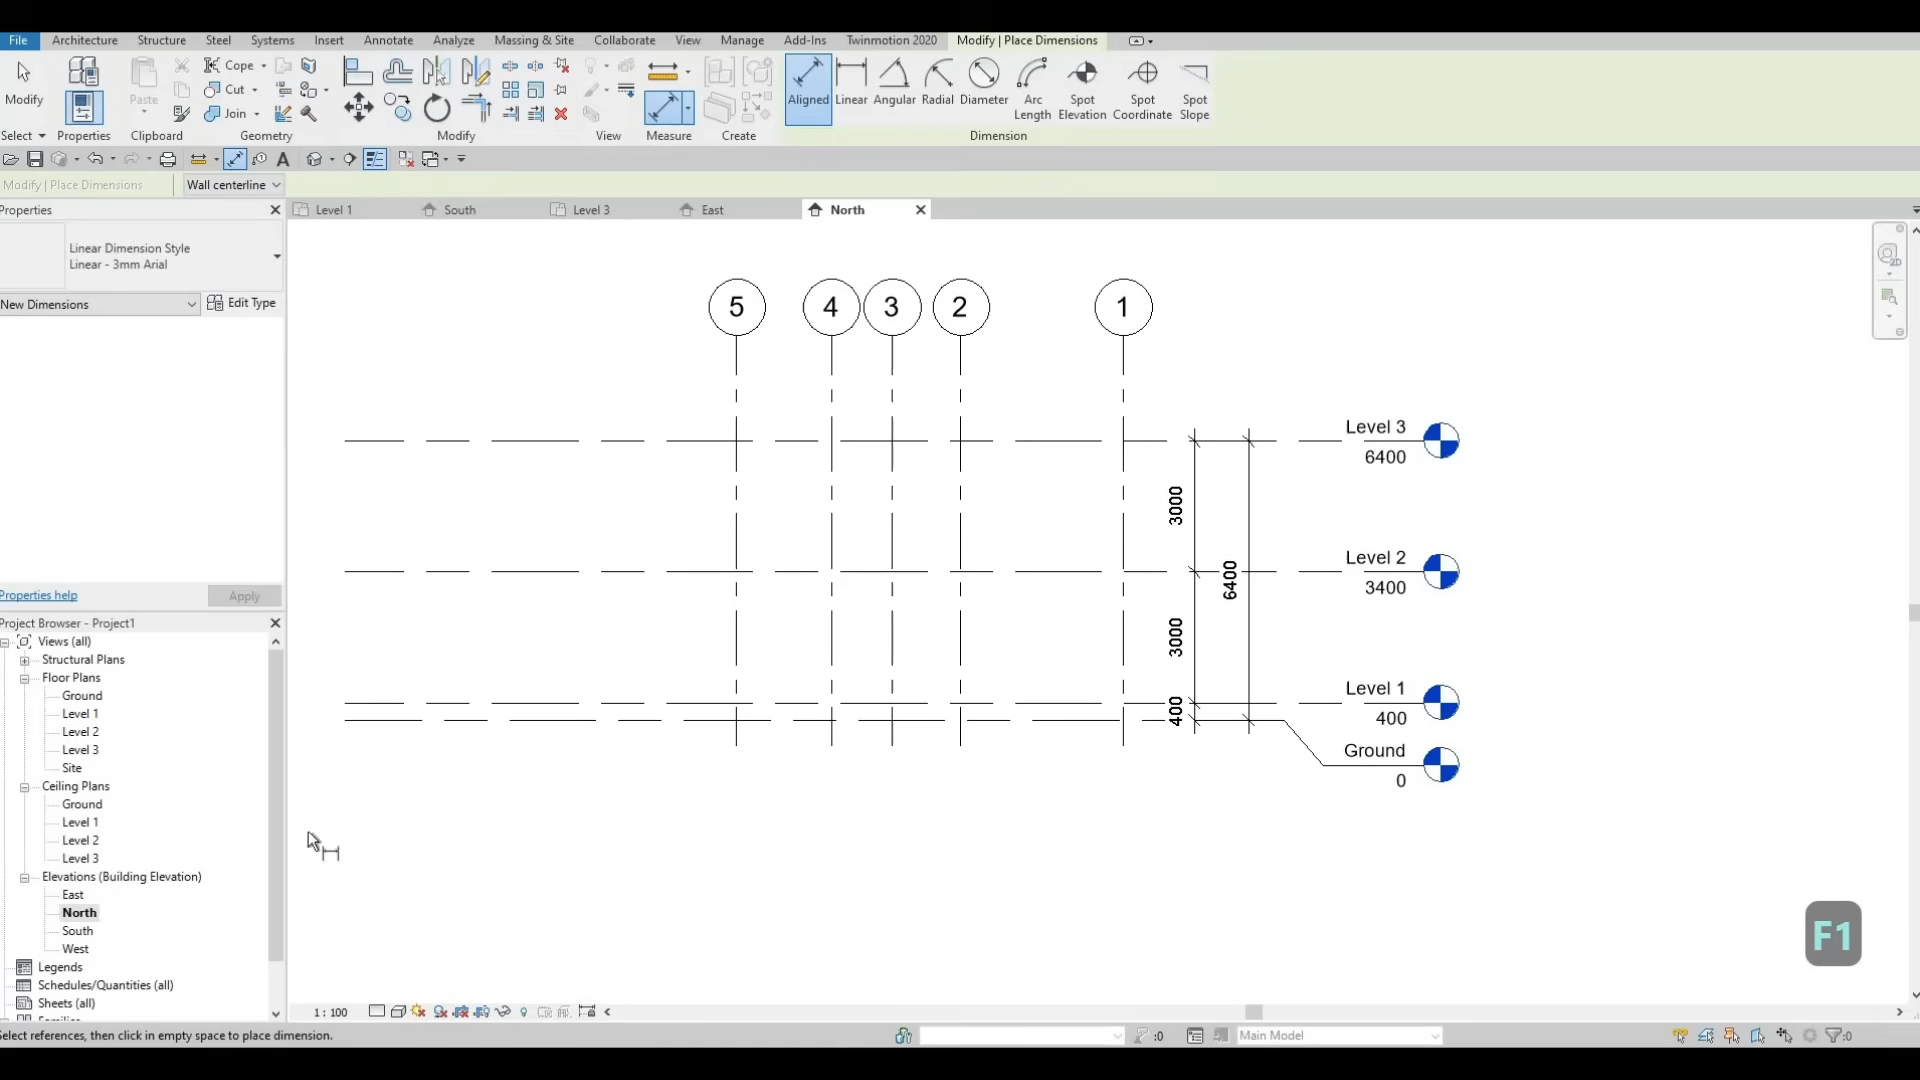 File Architecture Structure Steel Systems Insert Annotate Analyze Massing & Site Collaborate View Manage Add-Ins Twinmotion 2020 Modify | Place Dimensions
Cope
Cut
Join
Modify
Paste
Aligned Linear Angular Radial Diameter Arc Length Spot Elevation Spot Coordinate Spot Slope
Select Properties Clipboard Geometry Modify View Measure Create Dimension
A
Modify | Place Dimensions Wall centerline
Properties
Level 1 South Level 3 East North
Linear Dimension Style
Linear - 3mm Arial
New Dimensions Edit Type
2D
5 4 3 2 1
Level 3
6400
3000
Level 2
3400
6400
3000
Level 1
400
400
Ground
0
Properties help Apply
Project Browser - Project1
Views (all)
Structural Plans
Floor Plans
Ground
Level 1
Level 2
Level 3
Site
Ceiling Plans
Ground
Level 1
Level 2
Level 3
Elevations (Building Elevation)
East
North
South
West
Legends
Schedules/Quantities (all)
Sheets (all)
F1
1 : 100
Select references, then click in empty space to place dimension. :0 Main Model :0